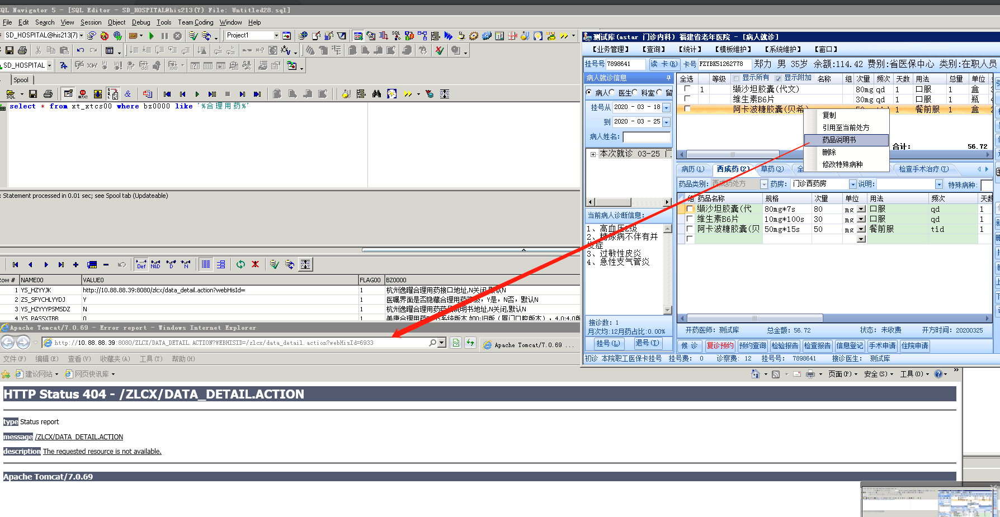 SQL Navigator 5 - [SQL Editor - SD_HOSPITAL@his213(7) File: Untitled28.sql]
File Edit Search View Session Object Debug Tools Team Coding Window Help
SD_HOSPITAL@his213(7) Project1
SD_HOSPITAL
Spool
select * from xt_xtcs00 where bz0000 like '%合理用药%'
: Statement processed in 0.01 sec; see Spool tab (Updateable)
Def N&D D N
Row # NAME00 VALUE0 FLAG00 BZ0000
1 YS_HZYYJK http://10.88.88.39:8080/zlcx/data_detail.action?webHisId= 1 杭州逸曜合理用药接口地址,N关闭,默认N
2 ZS_SFYCHLYYDJ Y 1 医嘱界面是否隐藏合理用药等级，Y是，N否，默认N
3 YS_HZYYYPSMSDZ N 1 杭州逸曜合理用药药品说明书地址,N关闭,默认N
4 YS_PASSXTBB 0 1
测试库(astar 门诊内科) 福建省老年医院 - [病人就诊]
【业务管理】 【查询】 【统计】 【模板维护】 【系统维护】 【窗口】
挂号号 7898641 读 卡(R) 卡号 FZYBK51262778 郑力 男 35岁 余额:114.42 费别:省医保中心 类别:在职人员
病人就诊信息
病人 医生 科室 留
挂号从 2020 - 03 - 18
到 2020 - 03 - 25
病人姓名:
本次就诊 03-25 门
当前病人诊断信息:
1、高血压2级
2、糖尿病不伴有并发症
3、过敏性皮炎
4、急性支气管炎
接诊数: 1
月次均:12月药占比:0.00%
挂号(L) 退号(T)
全选 等级 显示所有 显示附加 名称 组 次量 频次 天数 用法 总量 单位
1 缬沙坦胶囊(代文) 80mg qd 1 口服 1 盒
维生素B6片 30mg qd 1 口服 1 瓶
阿卡波糖胶囊(贝希) 1 餐前服 1 盒
复制
引用至当前处方
药品说明书
删除
修改特殊病种
合计: 56.72
病历(1) 西成药(2) 草药(3) 全 检查手术治疗(7)
药品类别: 西成药处方 药房: 门诊西药房 说明: 特殊病种:
组 药品名称 规格 次量 单位 用法 频次 天数
缬沙坦胶囊(代 80mg*7s 80 mg 口服 qd 1
维生素B6片 10mg*100s 30 mg 口服 qd 1
阿卡波糖胶囊(贝 50mg*15s 50 mg 餐前服 tid 1
开药医师: 测试库 总金额: 56.72 状态: 未收费 开方时间: 20200325
候 诊 复诊预约 预约查询 检验报告 检查报告 信息登记 手术申请 住院申请
初诊 本院职工医保卡挂号 挂号费: 0 诊察费: 12 挂号号: 7898641 接诊医生: 测试库
Apache Tomcat/7.0.69 - Error report - Windows Internet Explorer
http://10.88.88.39:8080/ZLCX/DATA_DETAIL.ACTION?WEBHISID=/zlcx/data_detail.action?webHisId=6933
Apache Tomcat/7.0.69 ...
文件(F) 编辑(E) 查看(V) 收藏夹(A) 工具(T) 帮助(H)
建议网站 网页快讯库
页面(P) 安全(S) 工具(O)
HTTP Status 404 - /ZLCX/DATA_DETAIL.ACTION
type Status report
message /ZLCX/DATA_DETAIL.ACTION
description The requested resource is not available.
Apache Tomcat/7.0.69